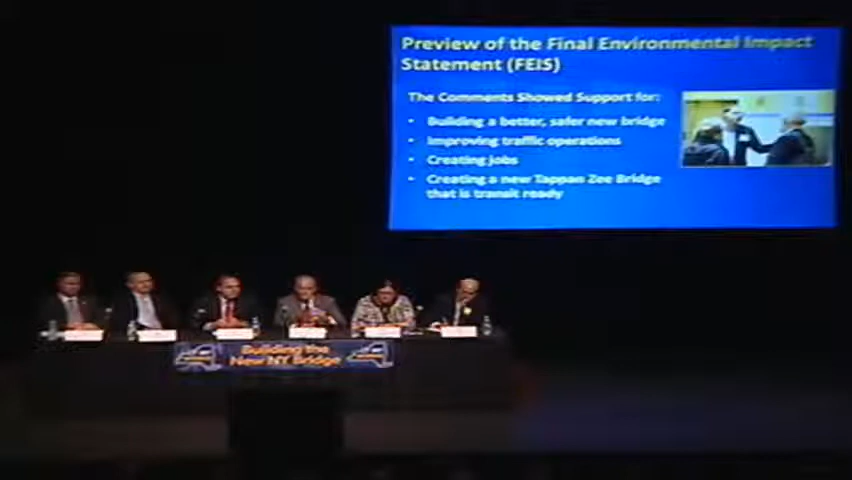 Preview of the Final Environmental Impact
Statement (FEIS)
The Comments Showed Support for:
• Building a better, safer new bridge
• Improving traffic operations
• Creating jobs
• Creating a new Tappan Zee Bridge
that is transit ready
Building the
New NY Bridge